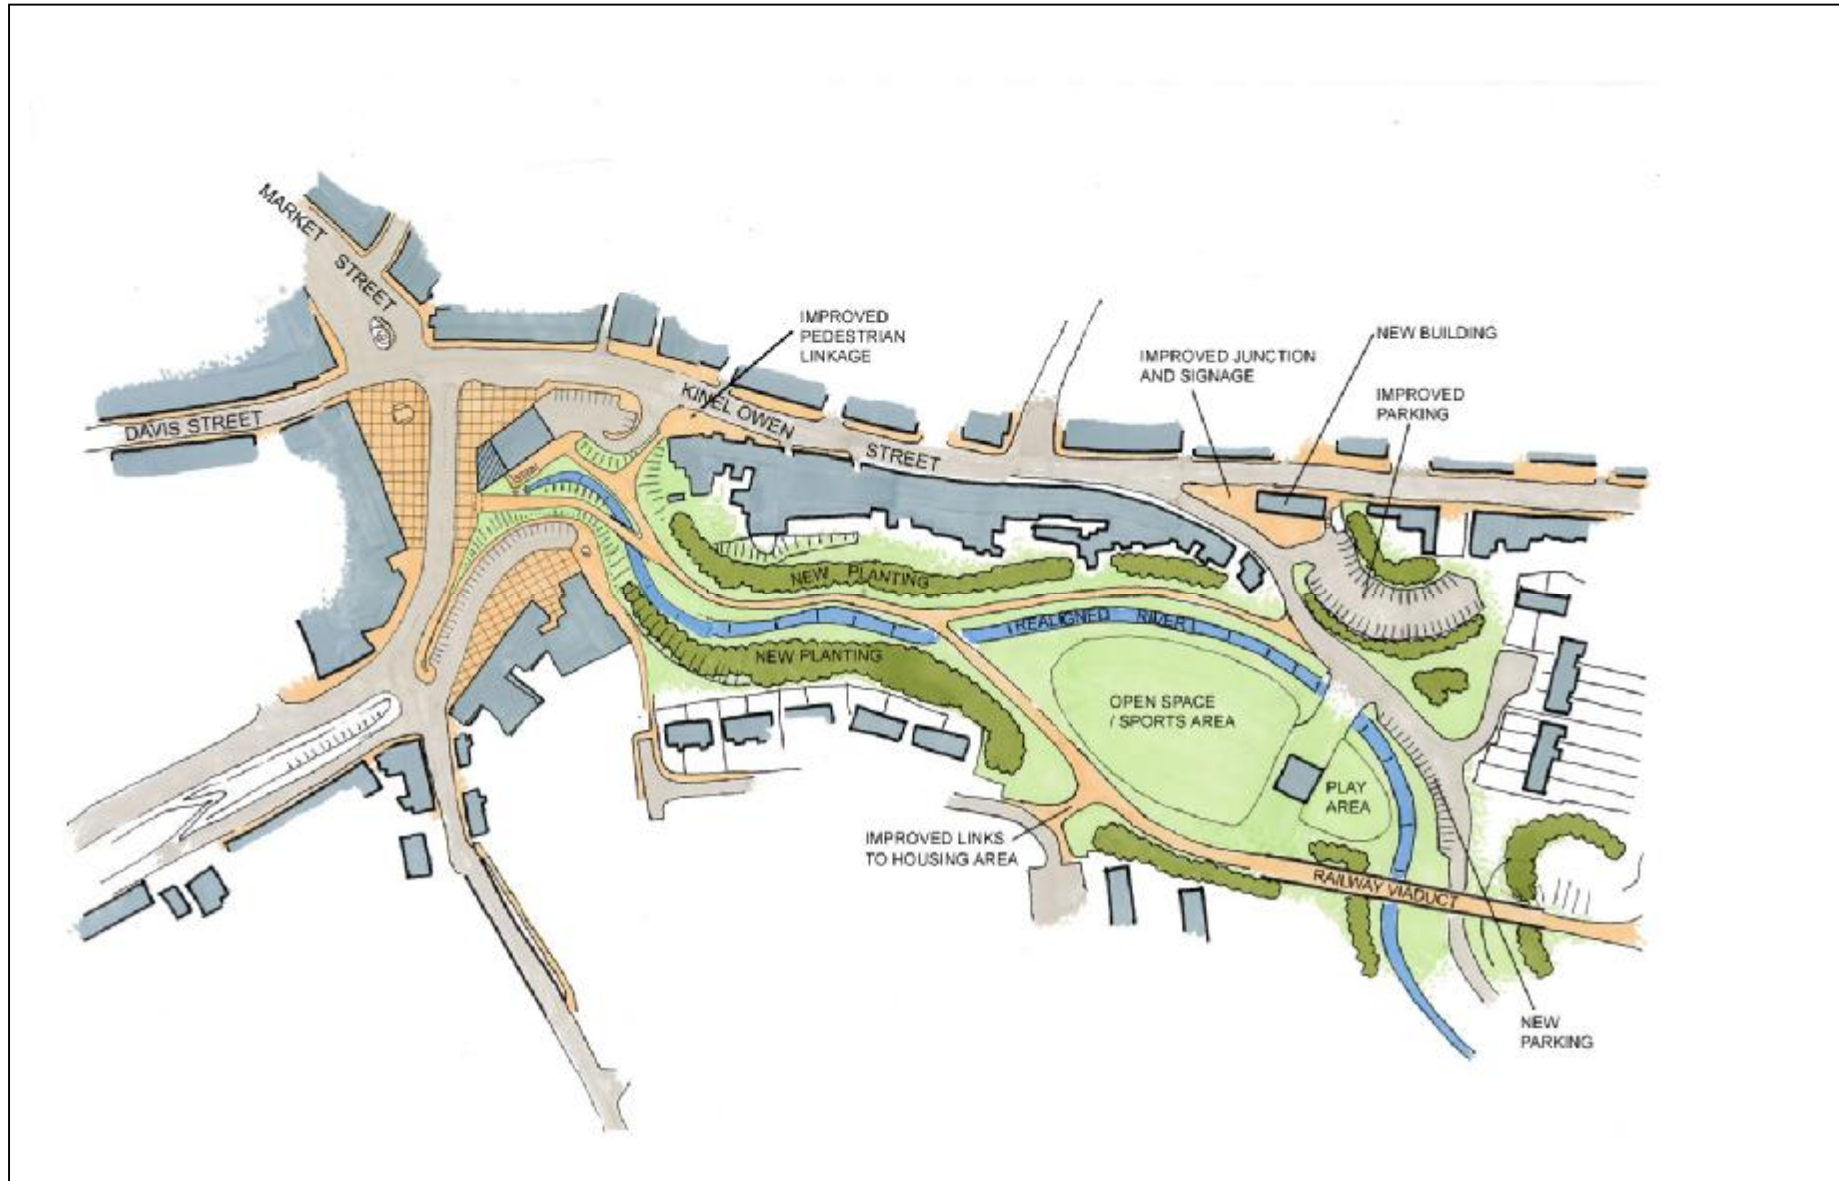 MARKET
STREET
IMPROVED
PEDESTRIAN
LINKAGE
NEW BUILDING
IMPROVED JUNCTION
AND SIGNAGE
IMPROVED
PARKING
KINEL OWEN
STREET
DAVIS STREET
NEW PLANTING
REALIGNED RIVER
NEW PLANTING
OPEN SPACE
/ SPORTS AREA
PLAY
AREA
IMPROVED LINKS
TO HOUSING AREA
RAILWAY VIADUCT
NEW
PARKING